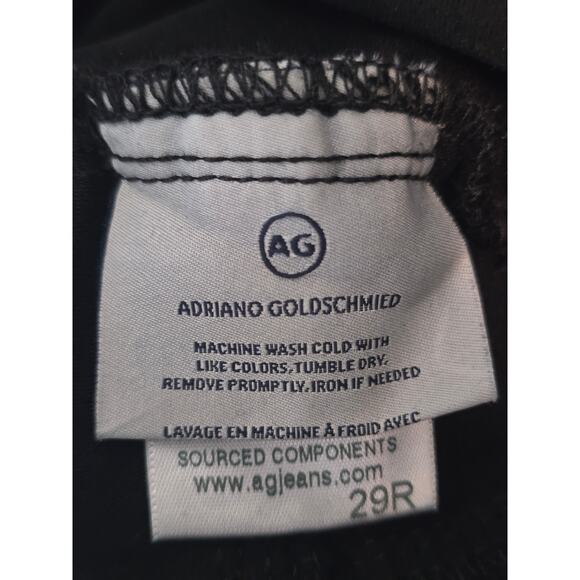 AG
ADRIANO GOLDSCHMIED
MACHINE WASH COLD WITH
LIKE COLORS, TUMBLE DRY.
REMOVE PROMPTLY, IRON IF NEEDED
LAVAGE EN MACHINE À FROID AVEC
SOURCED COMPONENTS
www.agjeans.com
29R